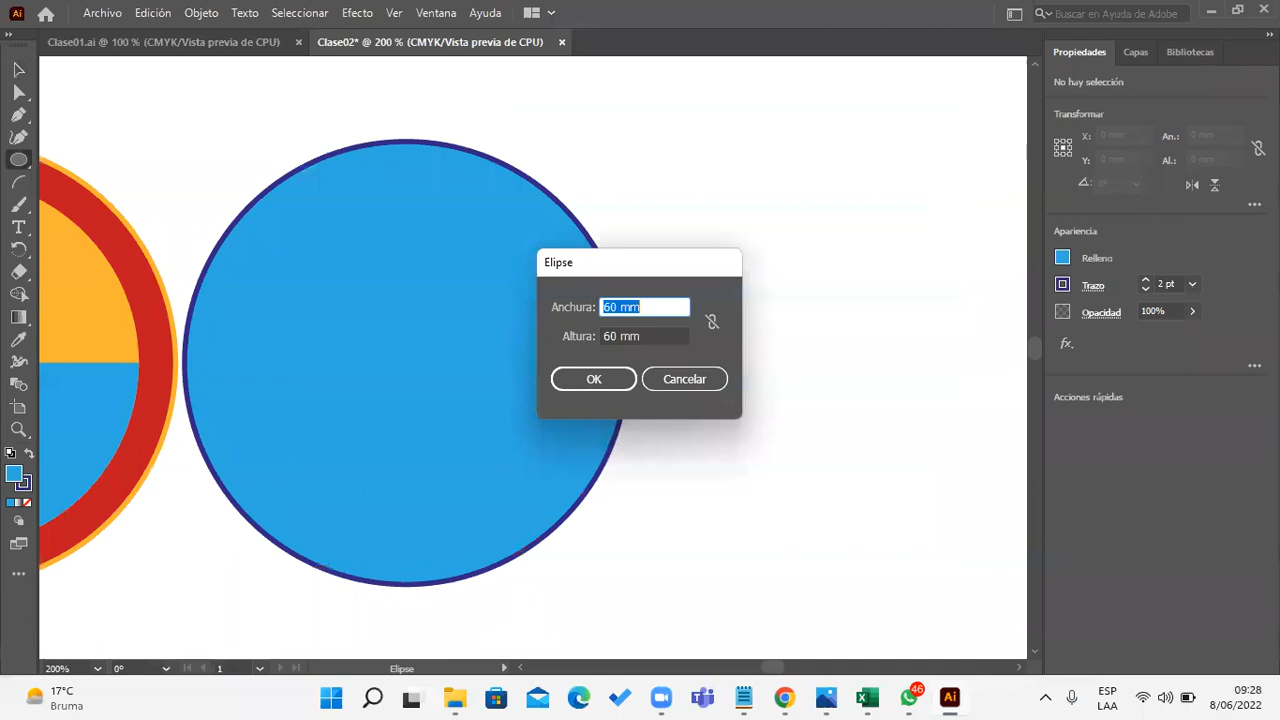 Ai Archivo Edición Objeto Texto Seleccionar Efecto Ver Ventana Ayuda Buscar en Ayuda de Adobe
Clase01.ai @ 100 % (CMYK/Vista previa de CPU) Clase02* @ 200 % (CMYK/Vista previa de CPU)
Propiedades Capas Bibliotecas
No hay selección
Transformar
X: 0 mm An.: 0 mm
Y: 0 mm Al.: 0 mm
0°
Apariencia
Relleno
Trazo 2 pt
Opacidad 100%
fx.
Acciones rápidas
Elipse
Anchura: 60 mm
Altura: 60 mm
OK Cancelar
200% 0° 1 Elipse
17°C
Bruma
46
Ai
ESP
LAA
09:28
8/06/2022